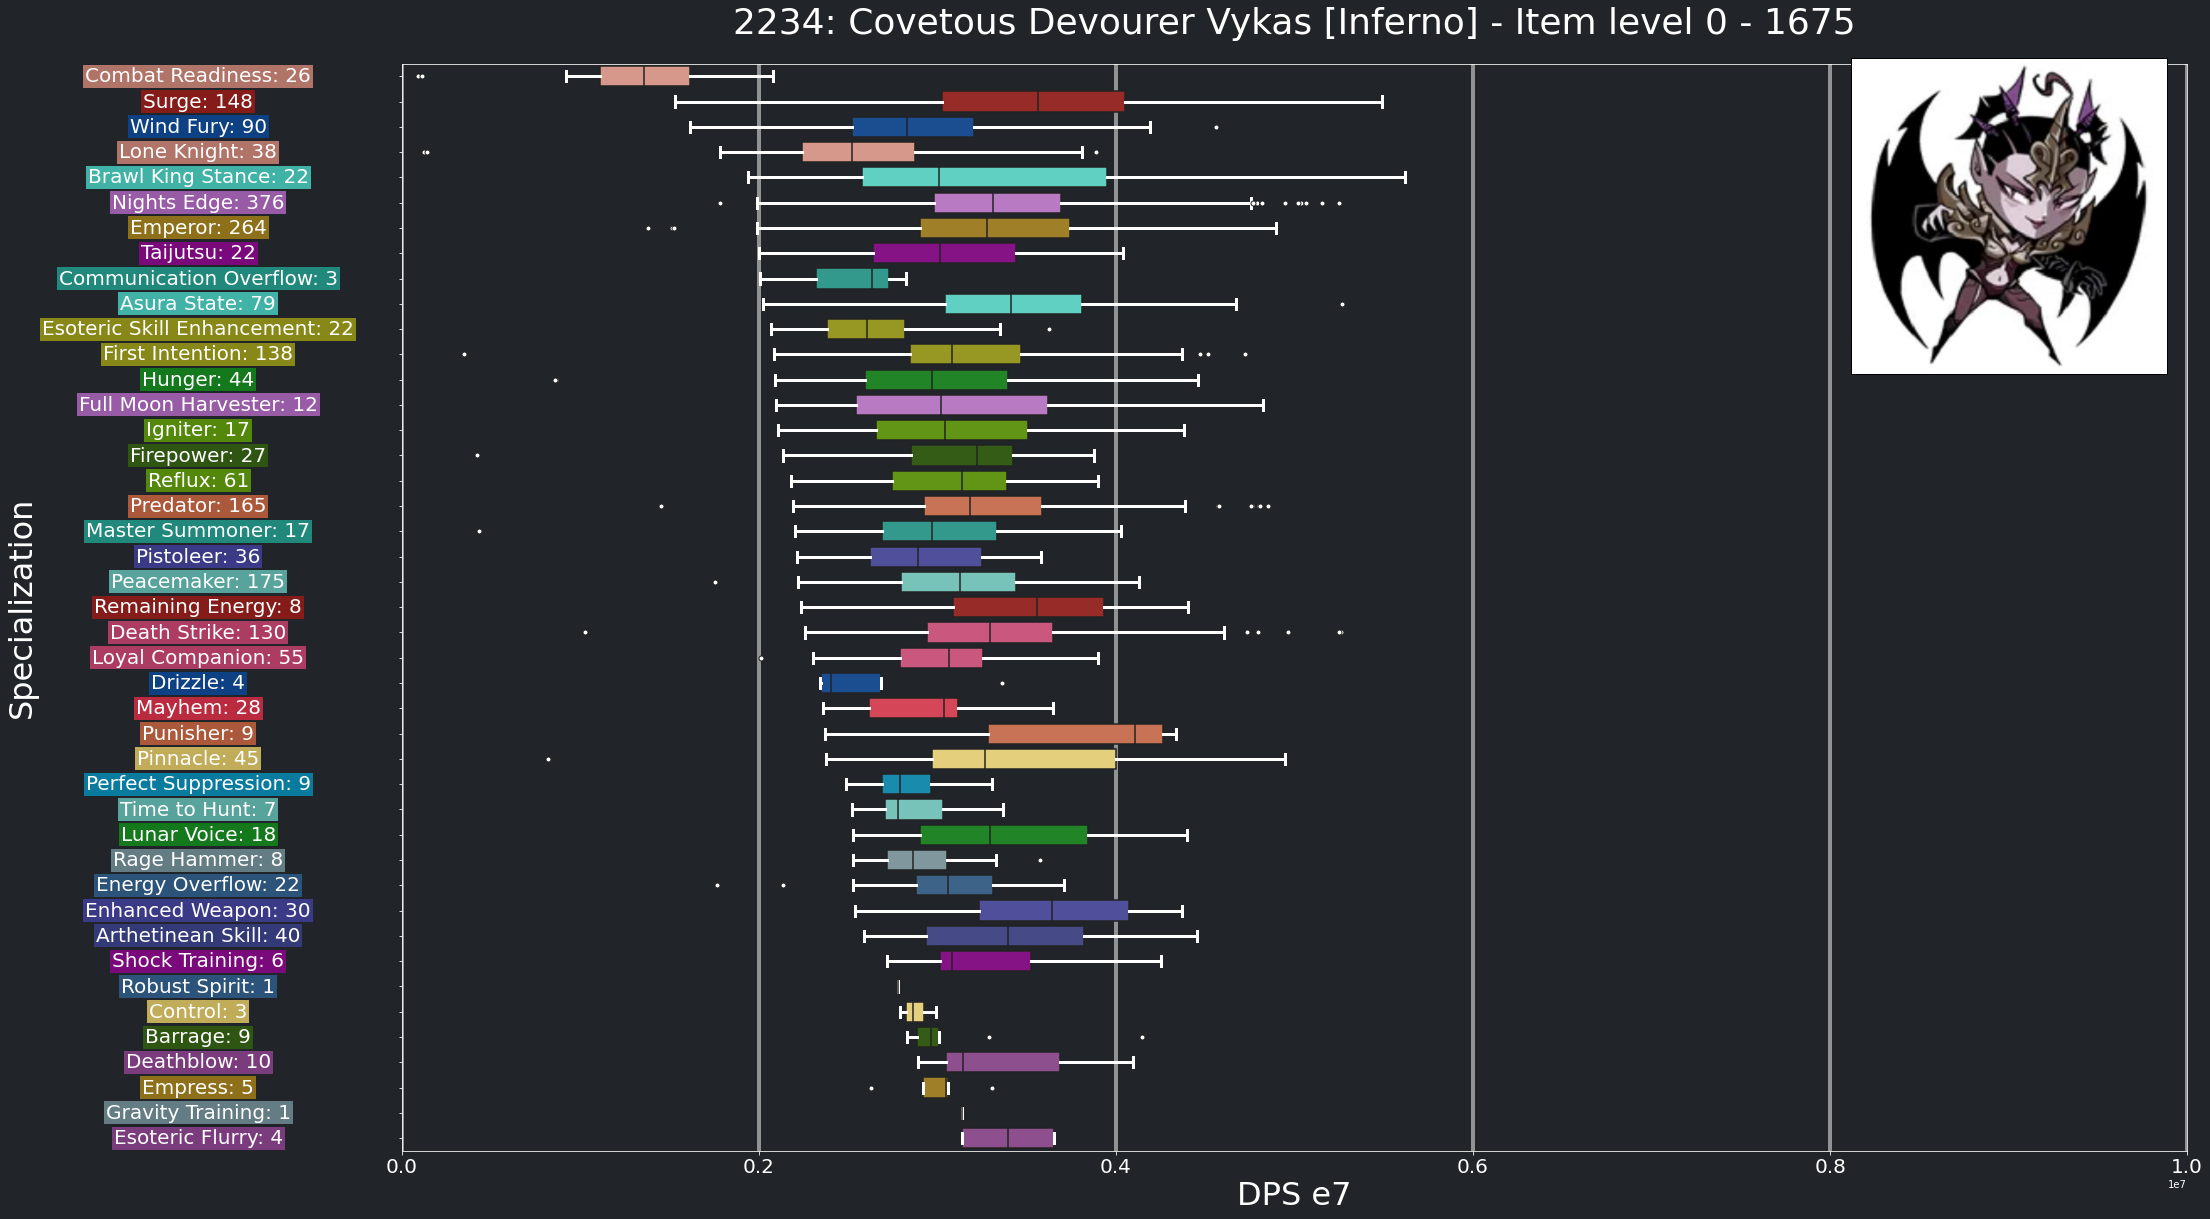 2234: Covetous Devourer Vykas [Inferno] - Item level 0 - 1675
Combat Readiness: 26
Surge: 148
Wind Fury: 90
Lone Knight: 38
Brawl King Stance: 22
Nights Edge: 376
Emperor: 264
Taijutsu: 22
Communication Overflow: 3
Asura State: 79
Esoteric Skill Enhancement: 22
First Intention: 138
Hunger: 44
Full Moon Harvester: 12
Igniter: 17
Firepower: 27
Reflux: 61
Predator: 165
Master Summoner: 17
Pistoleer: 36
Peacemaker: 175
Remaining Energy: 8
Death Strike: 130
Loyal Companion: 55
Drizzle: 4
Mayhem: 28
Punisher: 9
Pinnacle: 45
Perfect Suppression: 9
Time to Hunt: 7
Lunar Voice: 18
Rage Hammer: 8
Energy Overflow: 22
Enhanced Weapon: 30
Arthetinean Skill: 40
Shock Training: 6
Robust Spirit: 1
Control: 3
Barrage: 9
Deathblow: 10
Empress: 5
Gravity Training: 1
Esoteric Flurry: 4
Specialization
0.0 0.2 0.4 0.6 0.8 1.0
1e7
DPS e7